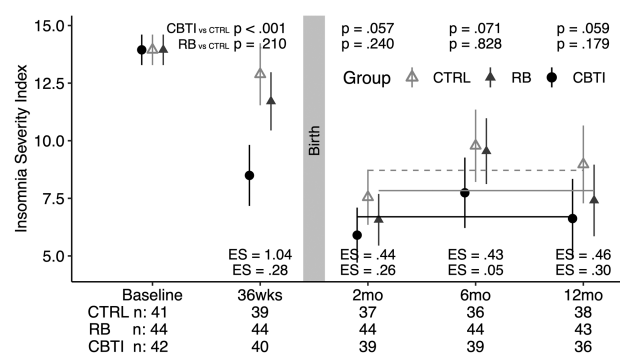 15.0
12.5
10.0
7.5
5.0
Insomnia Severity Index
CBTI vs CTRL p < .001 p = .057 p = .071 p = .059
RB vs CTRL p = .210 p = .240 p = .828 p = .179
Group CTRL RB CBTI
Birth
ES = 1.04 ES = .44 ES = .43 ES = .46
ES = .28 ES = .26 ES = .05 ES = .30
Baseline 36wks 2mo 6mo 12mo
CTRL n: 41 39 37 36 38
RB n: 44 44 44 44 43
CBTI n: 42 40 39 39 36